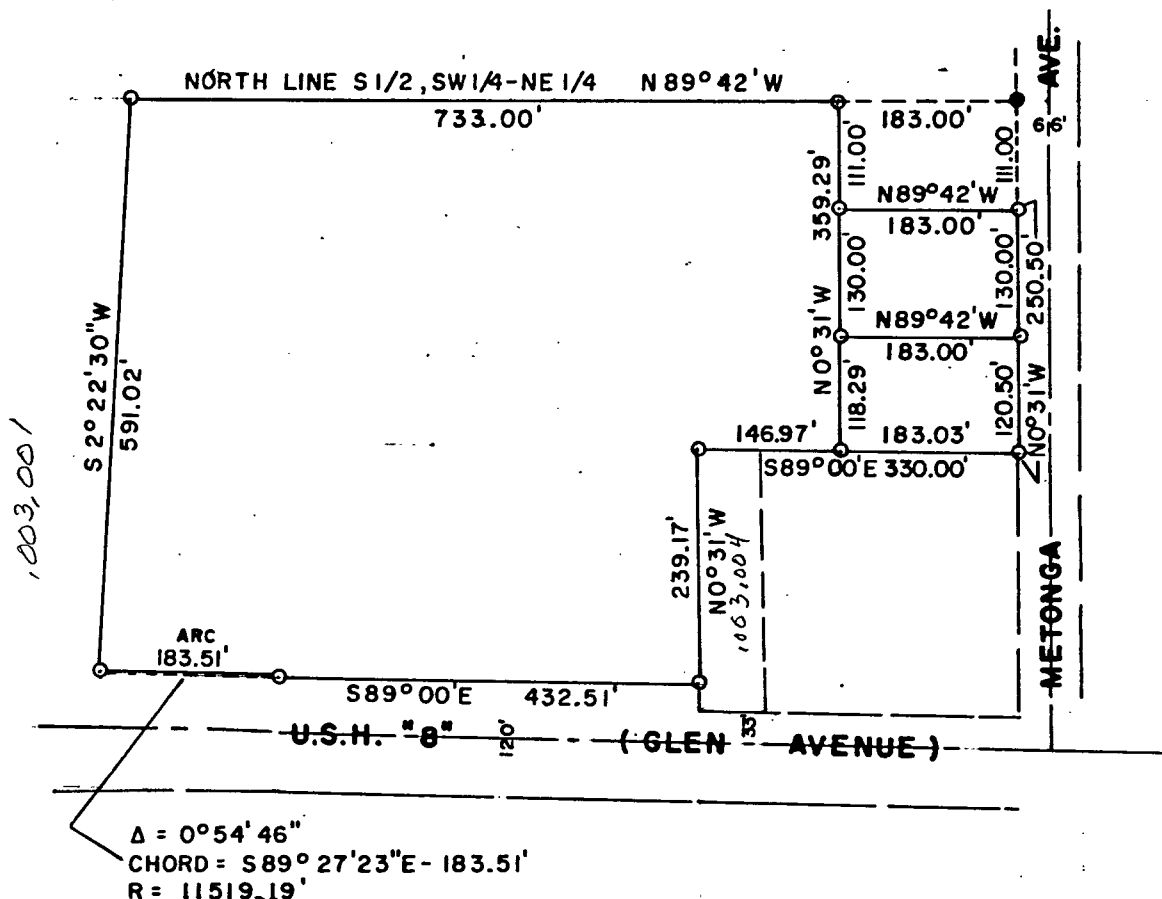 NORTH LINE S1/2, SW1/4-NE1/4 N89°42'W
733.00'
183.00'
AVE.
66'
111.00'
111.00'
359.29'
N0°31'W
N89°42'W
183.00'
130.00'
130.00'
250.50'
N0°31'W
N89°42'W
183.00'
118.29'
120.50'
S2°22'30"W
591.02'
,003,001
146.97'
183.03'
S89°00'E 330.00'
239.17'
N0°31'W
,003,004
METONGA
ARC
183.51'
S89°00'E 432.51'
U.S.H. "8" 120' (GLEN AVENUE)
33'
Δ = 0°54'46"
CHORD = S89°27'23"E - 183.51'
R = 11519.19'